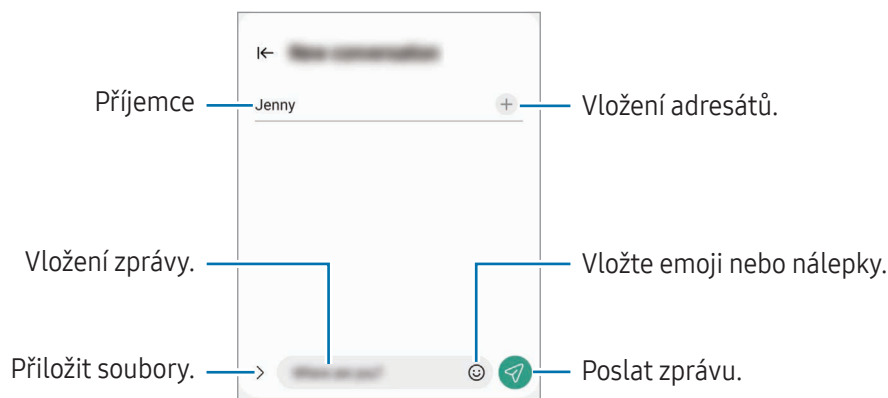 Příjemce
Jenny
Vložení adresátů.
Vložení zprávy.
Vložte emoji nebo nálepky.
Přiložit soubory.
Poslat zprávu.